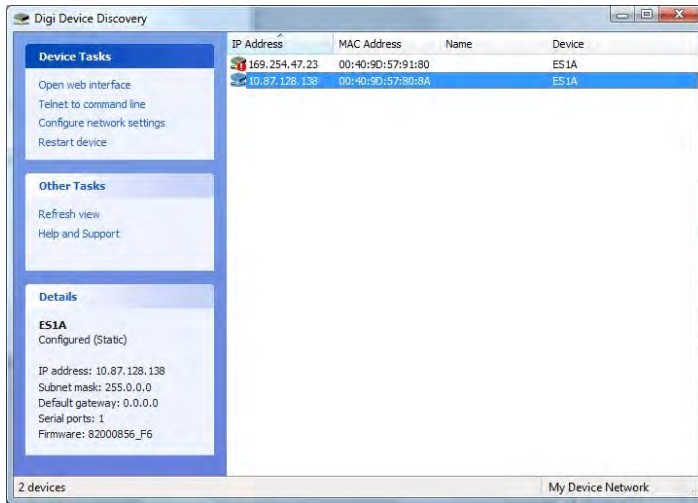 Digi Device Discovery
Device Tasks
Open web interface
Telnet to command line
Configure network settings
Restart device
Other Tasks
Refresh view
Help and Support
Details
ES1A
Configured (Static)
IP address: 10.87.128.138
Subnet mask: 255.0.0.0
Default gateway: 0.0.0.0
Serial ports: 1
Firmware: 82000856_F6
IP Address MAC Address Name Device
169.254.47.23 00:40:9D:57:91:80 ES1A
10.87.128.138 00:40:9D:57:80:8A ES1A
2 devices My Device Network